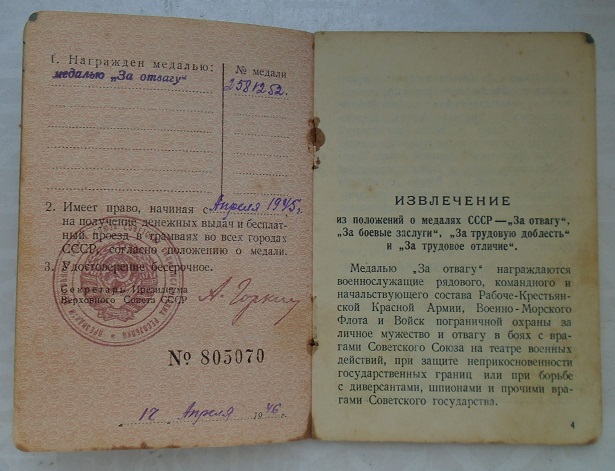 1. Награжден медалью:
№ медали
медалью „За отвагу“
2581252.
2. Имеет право, начиная с Апреля 1945 г
на получение денежных выдач и бесплат-
ный проезд в трамваях во всех городах
СССР, согласно положению о медали.
3. Удостоверение бессрочное.
Секретарь Президиума
Верховного Совета СССР
А. Горкин
№ 805070
12 Апреля 1946 г.
ИЗВЛЕЧЕНИЕ
из положений о медалях СССР—„За отвагу“,
„За боевые заслуги“, „За трудовую доблесть“
и „За трудовое отличие“.
Медалью „За отвагу“ награждаются
военнослужащие рядового, командного и
начальствующего состава Рабоче-Крестьян-
ской Красной Армии, Военно-Морского
Флота и Войск пограничной охраны за
личное мужество и отвагу в боях с вра-
гами Советского Союза на театре военных
действий, при защите неприкосновенности
государственных границ или при борьбе
с диверсантами, шпионами и прочими вра-
гами Советского государства.
4